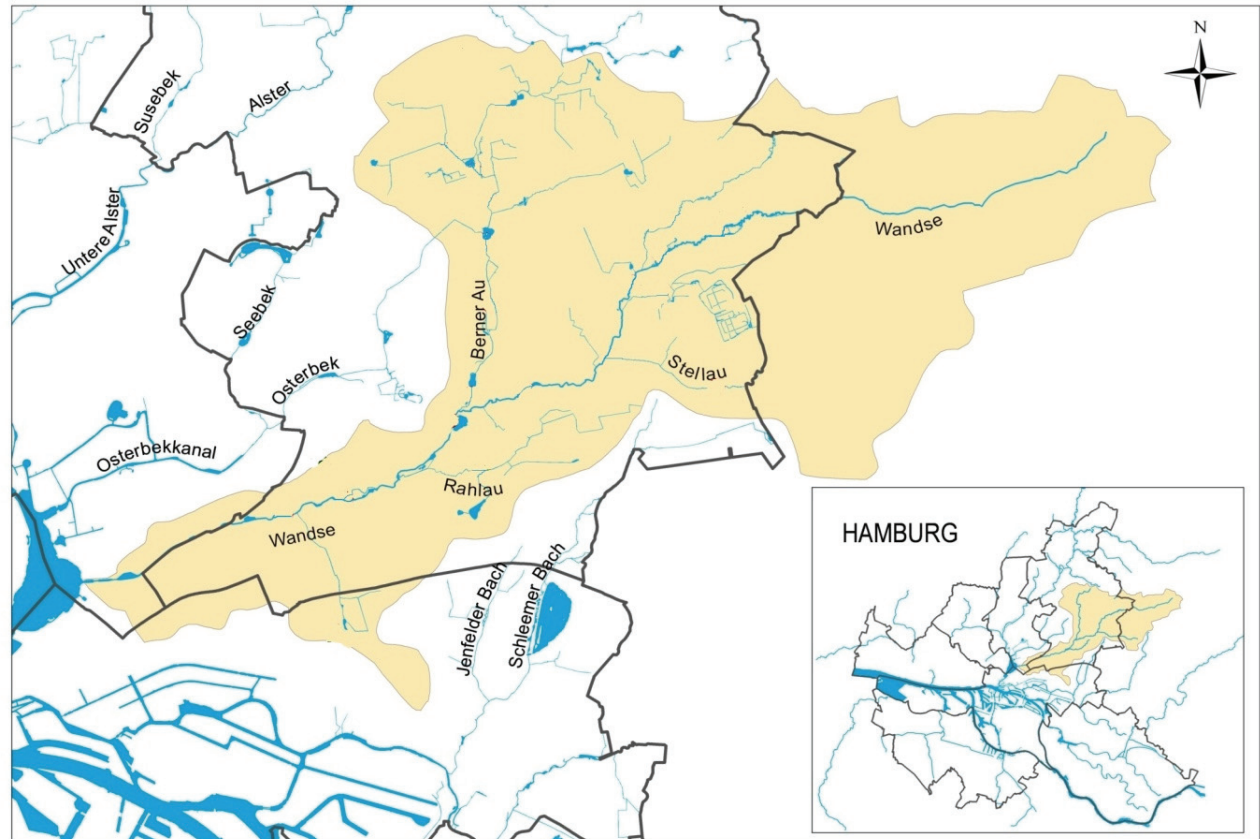 N
Susebek
Alster
Untere Alster
Wandse
Seebek
Berner Au
Osterbek
Stellau
Osterbekkanal
Rahlau
Wandse
HAMBURG
Jenfelder Bach
Schleemer Bach